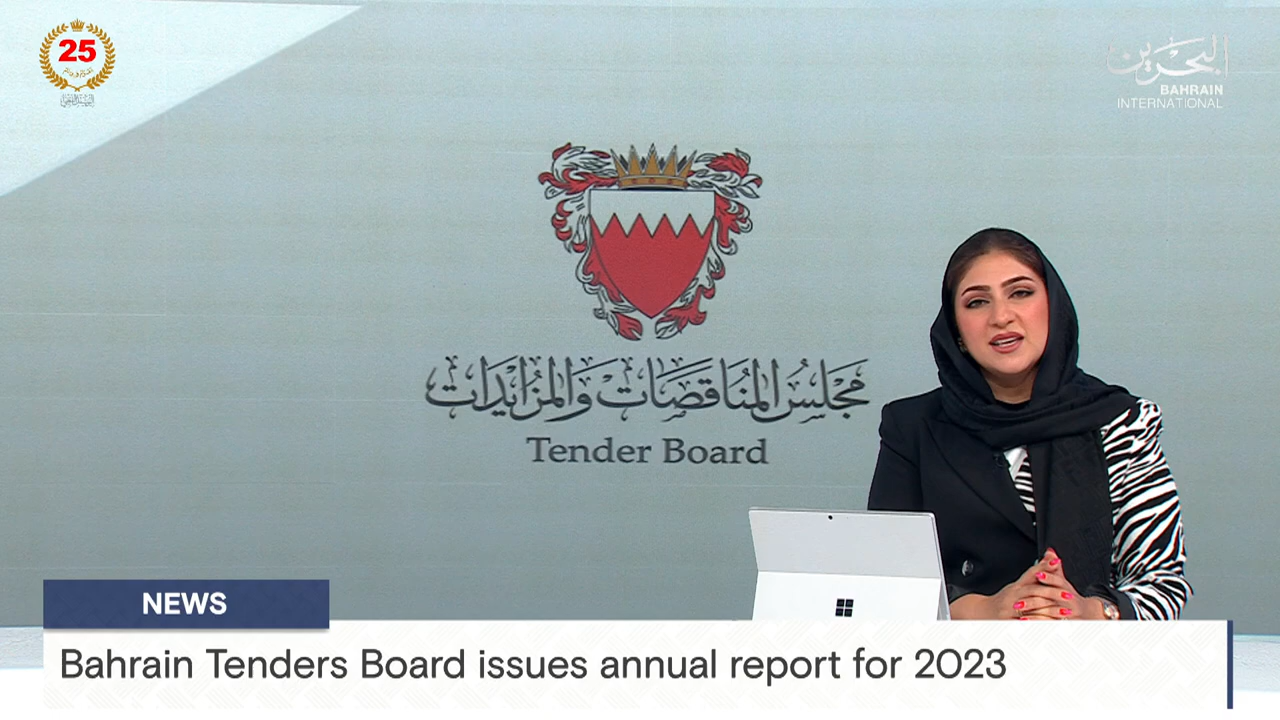 25
البحرين
BAHRAIN
INTERNATIONAL
مجلس المناقصات والمزايدات
Tender Board
NEWS
Bahrain Tenders Board issues annual report for 2023